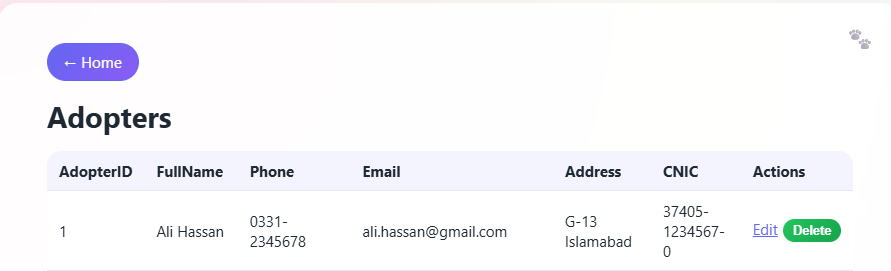 ← Home
Adopters
AdopterID FullName Phone Email Address CNIC Actions
1 Ali Hassan 0331-2345678 ali.hassan@gmail.com G-13 Islamabad 37405-1234567-0 Edit Delete